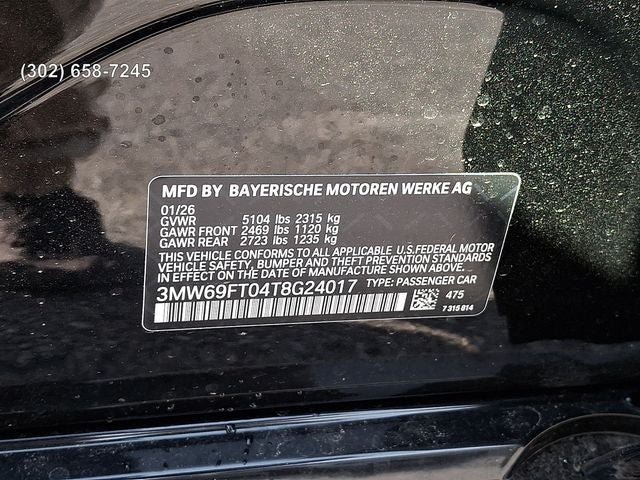 (302) 658-7245
MFD BY BAYERISCHE MOTOREN WERKE AG
01/26
GVWR 5104 lbs 2315 kg
GAWR FRONT 2469 lbs 1120 kg
GAWR REAR 2723 lbs 1235 kg
THIS VEHICLE CONFORMS TO ALL APPLICABLE U.S.FEDERAL MOTOR
VEHICLE SAFETY, BUMPER AND THEFT PREVENTION STANDARDS
IN EFFECT ON THE DATE OF MANUFACTURE SHOWN ABOVE.
3MW69FT04T8G24017 TYPE: PASSENGER CAR
475
7 315 814